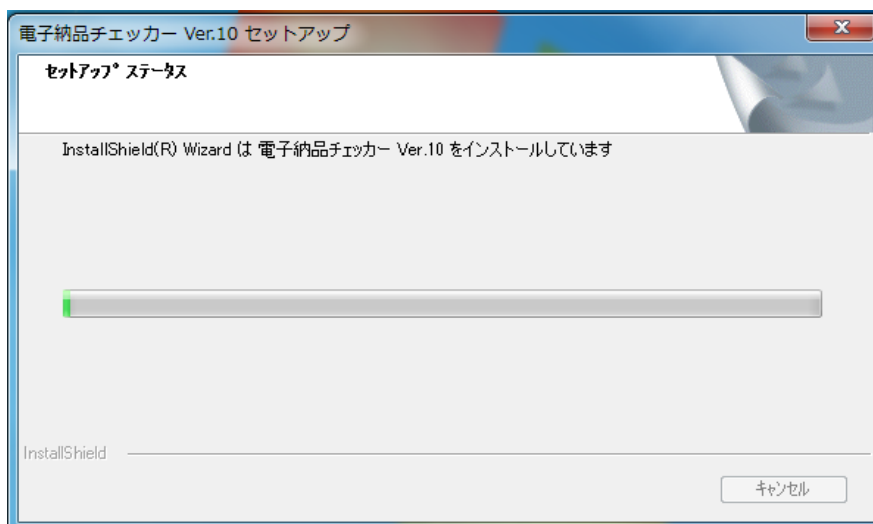 電子納品チェッカー Ver.10 セットアップ
セットアップ ステータス
InstallShield(R) Wizard は 電子納品チェッカー Ver.10 をインストールしています
InstallShield
キャンセル